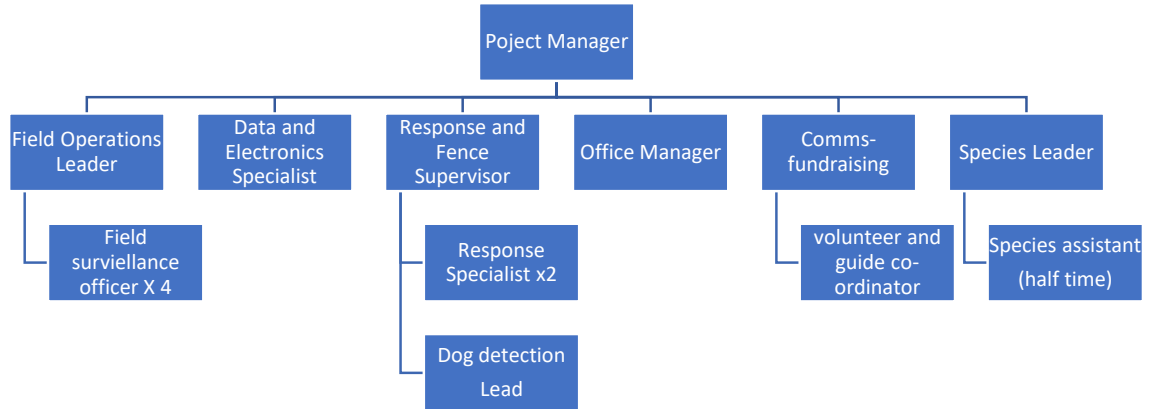 Poject Manager
Field Operations
Leader
Data and
Electronics
Specialist
Response and
Fence
Supervisor
Office Manager
Comms-
fundraising
Species Leader
Field
surviellance
officer X 4
Response
Specialist x2
Dog detection
Lead
volunteer and
guide co-
ordinator
Species assistant
(half time)